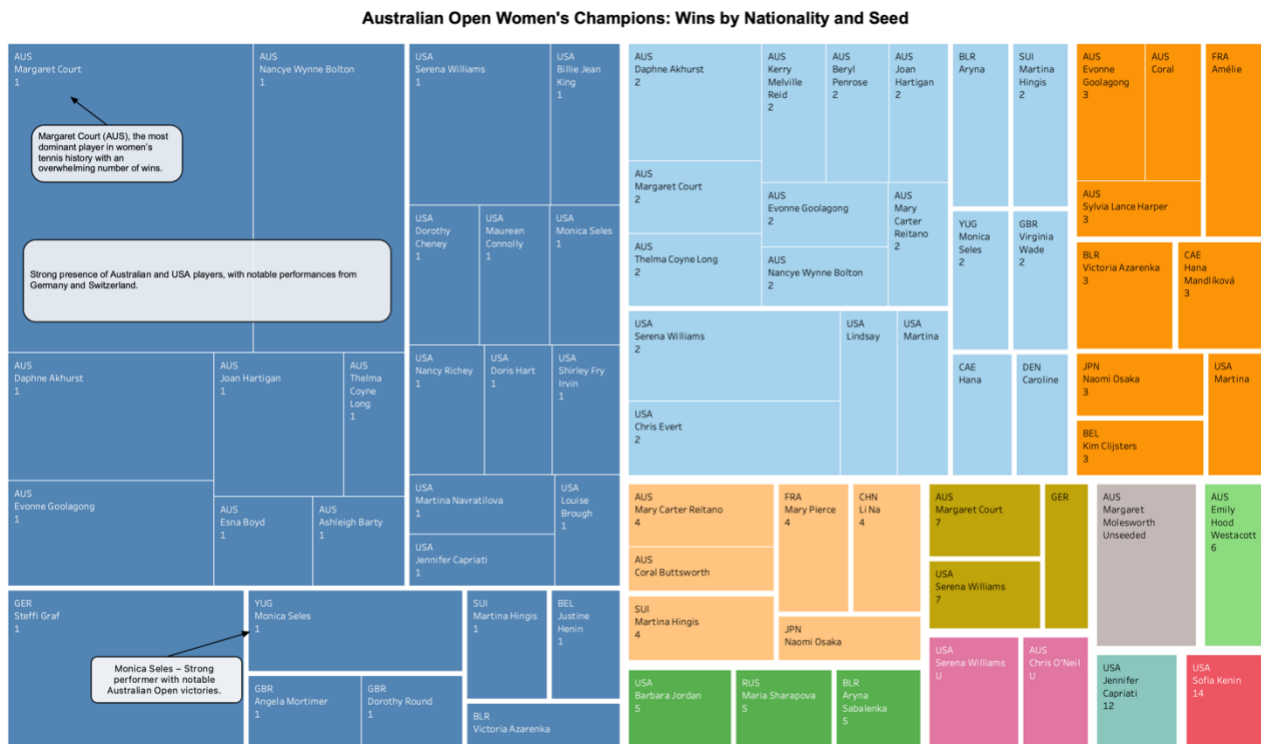 Australian Open Women's Champions: Wins by Nationality and Seed
AUS
Margaret Court
1
Margaret Court (AUS), the most
dominant player in women's
tennis history with an
overwhelming number of wins.
AUS
Nancye Wynne Bolton
1
Strong presence of Australian and USA players, with notable performances from
Germany and Switzerland.
AUS
Daphne Akhurst
1
AUS
Joan Hartigan
1
AUS
Thelma
Coyne
Long
1
AUS
Evonne Goolagong
1
AUS
Esna Boyd
1
AUS
Ashleigh Barty
1
USA
Serena Williams
1
USA
Billie Jean
King
1
USA
Dorothy
Cheney
1
USA
Maureen
Connolly
1
USA
Monica Seles
1
USA
Nancy Richey
1
USA
Doris Hart
1
USA
Shirley Fry
Irvin
1
USA
Martina Navratilova
1
USA
Louise
Brough
1
USA
Jennifer Capriati
1
GER
Steffi Graf
1
YUG
Monica Seles
1
Monica Seles – Strong
performer with notable
Australian Open victories.
GBR
Angela Mortimer
1
GBR
Dorothy Round
1
SUI
Martina Hingis
1
BEL
Justine
Henin
1
BLR
Victoria Azarenka
AUS
Daphne Akhurst
2
AUS
Kerry
Melville
Reid
2
AUS
Beryl
Penrose
2
AUS
Joan
Hartigan
2
AUS
Margaret Court
2
AUS
Evonne Goolagong
2
AUS
Mary
Carter
Reitano
2
AUS
Thelma Coyne Long
2
AUS
Nancye Wynne Bolton
2
USA
Serena Williams
2
USA
Lindsay
USA
Martina
USA
Chris Evert
2
BLR
Aryna
SUI
Martina
Hingis
2
YUG
Monica
Seles
2
GBR
Virginia
Wade
2
CAE
Hana
DEN
Caroline
AUS
Evonne
Goolagong
3
AUS
Coral
FRA
Amélie
AUS
Sylvia Lance Harper
3
BLR
Victoria Azarenka
3
CAE
Hana
Mandlíková
3
JPN
Naomi Osaka
3
USA
Martina
BEL
Kim Clijsters
3
AUS
Mary Carter Reitano
4
FRA
Mary Pierce
4
CHN
Li Na
4
AUS
Coral Buttsworth
SUI
Martina Hingis
4
JPN
Naomi Osaka
AUS
Margaret Court
7
GER
USA
Serena Williams
7
AUS
Margaret
Molesworth
Unseeded
AUS
Emily
Hood
Westacott
6
USA
Barbara Jordan
5
RUS
Maria Sharapova
5
BLR
Aryna
Sabalenka
5
USA
Serena Williams
U
AUS
Chris O'Neil
U
USA
Jennifer
Capriati
12
USA
Sofia Kenin
14